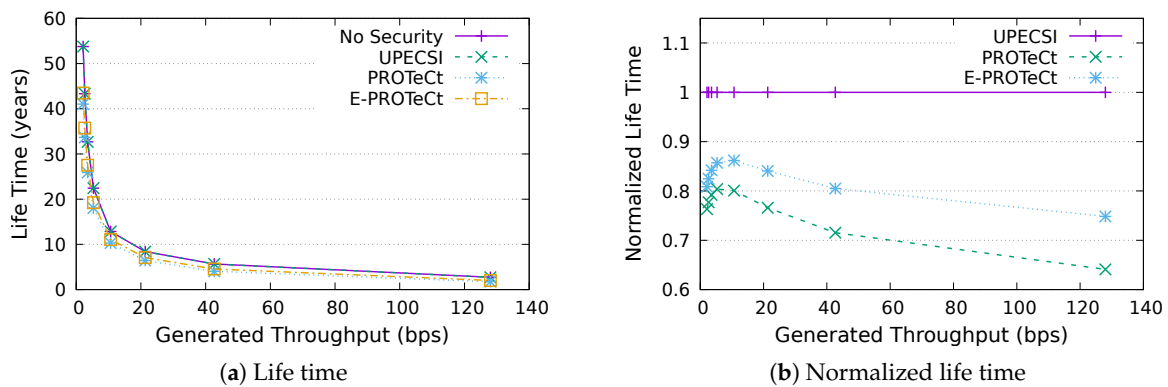 60
50
40
30
20
10
0
0 20 40 60 80 100 120 140
Life Time (years)
Generated Throughput (bps)
No Security
UPECSI
PROTeCt
E-PROTeCt
(a) Life time
1.1
1
0.9
0.8
0.7
0.6
0 20 40 60 80 100 120 140
Normalized Life Time
Generated Throughput (bps)
UPECSI
PROTeCt
E-PROTeCt
(b) Normalized life time